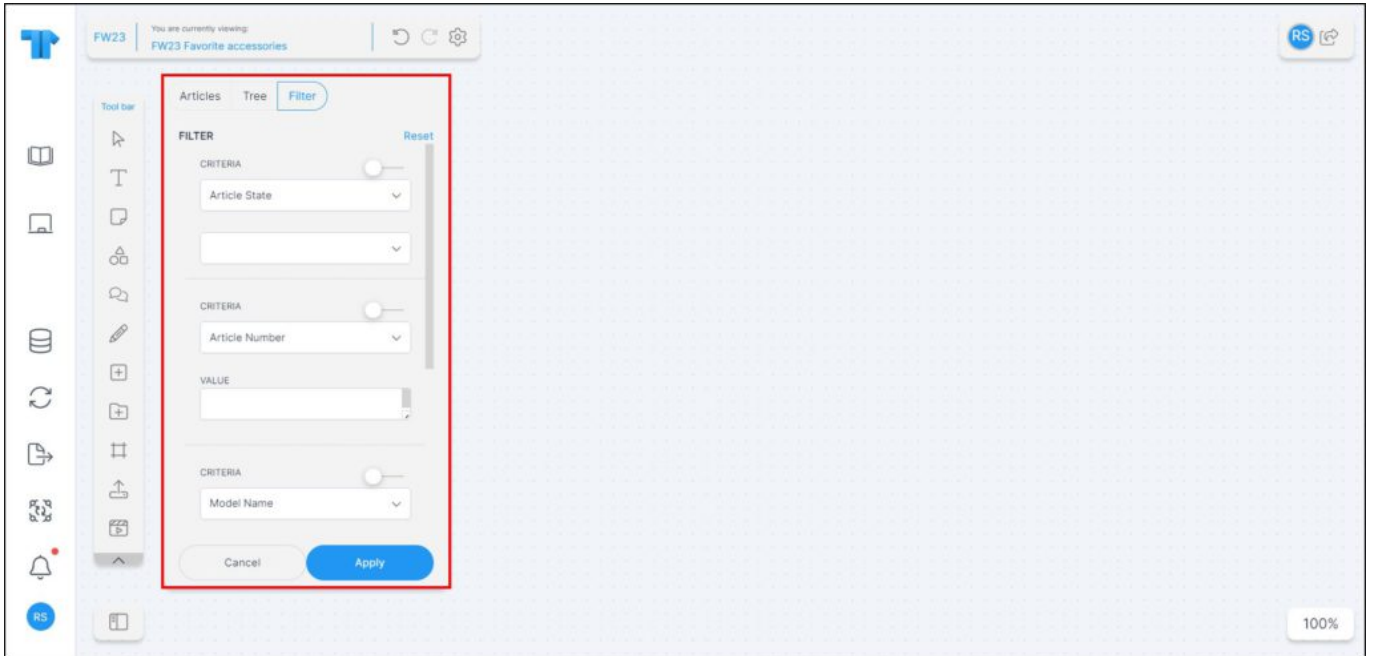 FW23
You are currently viewing:
FW23 Favorite accessories
RS
Tool bar
Articles Tree Filter
FILTER Reset
CRITERIA
Article State
CRITERIA
Article Number
VALUE
CRITERIA
Model Name
Cancel Apply
RS
100%